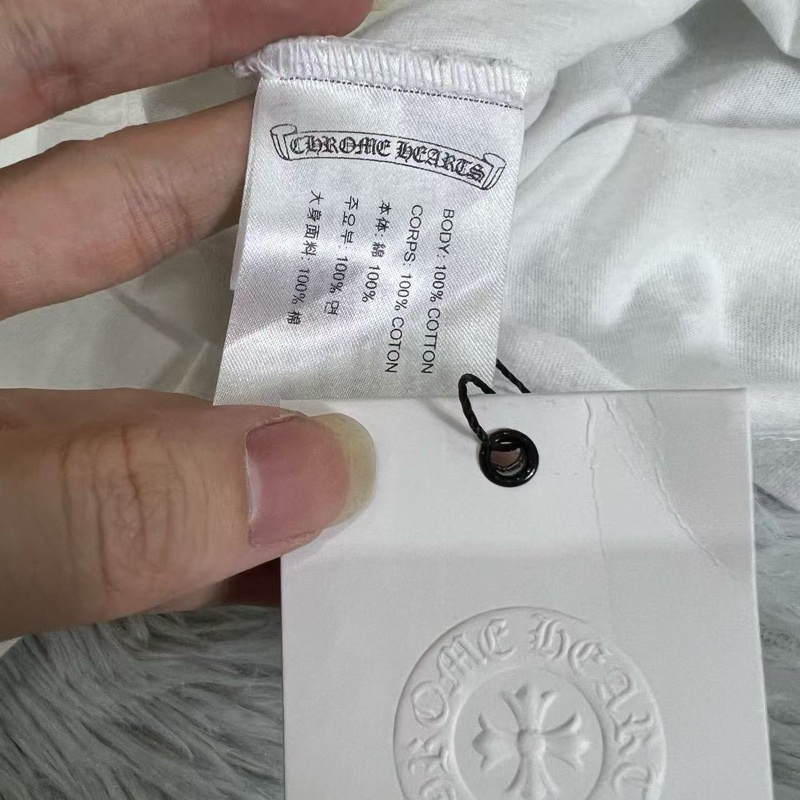 CHROME HEARTS
BODY: 100% COTTON
CORPS: 100% COTON
本体: 綿 100%
주요부: 100% 면
大身面料: 100% 棉
CHROME HEART